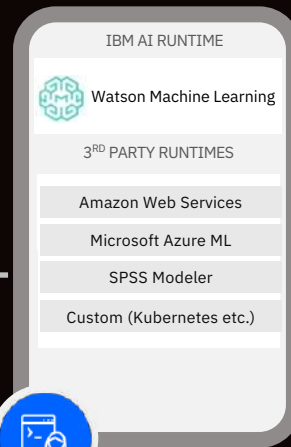 IBM AI RUNTIME
Watson Machine Learning
3RD PARTY RUNTIMES
Amazon Web Services
Microsoft Azure ML
SPSS Modeler
Custom (Kubernetes etc.)